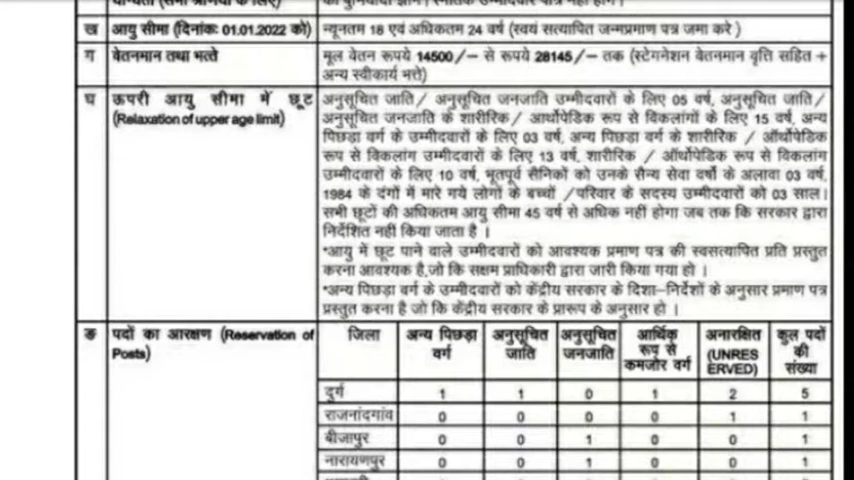 ख आयु सीमा (दिनांकः 01.01.2022 को) न्यूनतम 18 एवं अधिकतम 24 वर्ष (स्वयं सत्यापित जन्मप्रमाण पत्र जमा करे )
ग वेतनमान तथा भत्ते मूल वेतन रूपये 14500/– से रूपये 28145/– तक (स्टेगनेशन वेतनमान वृत्ति सहित +
अन्य स्वीकार्य भत्ते)
घ ऊपरी आयु सीमा में छूट
(Relaxation of upper age limit)
अनुसूचित जाति/ अनुसूचित जनजाति उम्मीदवारों के लिए 05 वर्ष, अनुसूचित जाति/
अनुसूचित जनजाति के शारीरिक/ आर्थोपेडिक रूप से विकलांगों के लिए 15 वर्ष, अन्य
पिछड़ा वर्ग के उम्मीदवारों के लिए 03 वर्ष, अन्य पिछड़ा वर्ग के शारीरिक / ऑर्थोपेडिक
रूप से विकलांग उम्मीदवारों के लिए 13 वर्ष, शारीरिक / ऑर्थोपेडिक रूप से विकलांग
उम्मीदवारों के लिए 10 वर्ष, भूतपूर्व सैनिकों को उनके सैन्य सेवा वर्षो के अलावा 03 वर्ष,
1984 के दंगों में मारे गये लोगों के बच्चों /परिवार के सदस्य उम्मीदवारों को 03 साल।
सभी छूटों की अधिकतम आयु सीमा 45 वर्ष से अधिक नहीं होगा जब तक कि सरकार द्वारा
निर्देशित नहीं किया जाता है ।
*आयु में छूट पाने वाले उम्मीदवारों को आवश्यक प्रमाण पत्र की स्वसत्यापित प्रति प्रस्तुत
करना आवश्यक है,जो कि सक्षम प्राधिकारी द्वारा जारी किया गया हो ।
*अन्य पिछड़ा वर्ग के उम्मीदवारों को केंद्रीय सरकार के दिशा–निर्देशों के अनुसार प्रमाण पत्र
प्रस्तुत करना है जो कि केंद्रीय सरकार के प्रारूप के अनुसार हो ।
ङ पदों का आरक्षण (Reservation of
Posts)
जिला अन्य पिछड़ा वर्ग अनुसूचित जाति अनुसूचित जनजाति आर्थिक रूप से कमजोर वर्ग अनारक्षित (UNRESERVED) कुल पदों की संख्या
दुर्ग 1 1 0 1 2 5
राजनांदगांव 0 0 0 0 1 1
बीजापुर 0 0 1 0 0 1
नारायणपुर 0 0 1 0 0 1